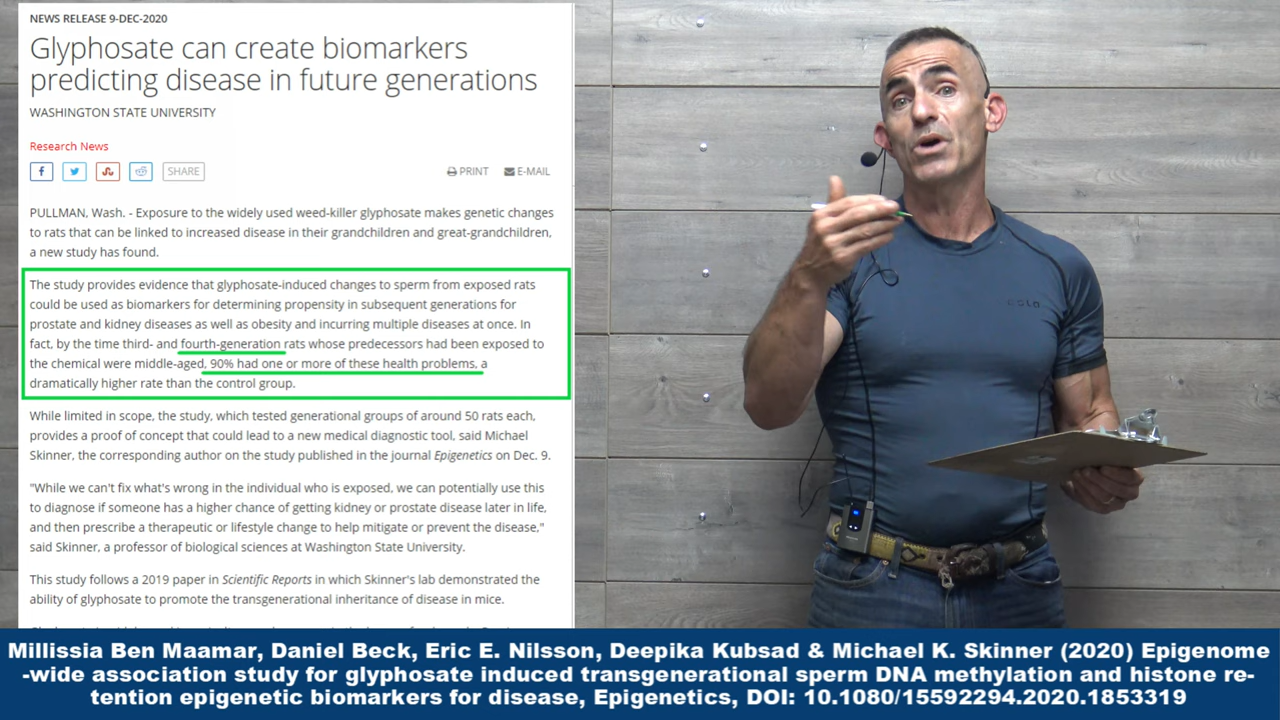 NEWS RELEASE 9-DEC-2020
Glyphosate can create biomarkers
predicting disease in future generations
WASHINGTON STATE UNIVERSITY
Research News
SHARE
PRINT E-MAIL
PULLMAN, Wash. - Exposure to the widely used weed-killer glyphosate makes genetic changes
to rats that can be linked to increased disease in their grandchildren and great-grandchildren,
a new study has found.
The study provides evidence that glyphosate-induced changes to sperm from exposed rats
could be used as biomarkers for determining propensity in subsequent generations for
prostate and kidney diseases as well as obesity and incurring multiple diseases at once. In
fact, by the time third- and fourth-generation rats whose predecessors had been exposed to
the chemical were middle-aged, 90% had one or more of these health problems, a
dramatically higher rate than the control group.
While limited in scope, the study, which tested generational groups of around 50 rats each,
provides a proof of concept that could lead to a new medical diagnostic tool, said Michael
Skinner, the corresponding author on the study published in the journal Epigenetics on Dec. 9.
"While we can't fix what's wrong in the individual who is exposed, we can potentially use this
to diagnose if someone has a higher chance of getting kidney or prostate disease later in life,
and then prescribe a therapeutic or lifestyle change to help mitigate or prevent the disease,"
said Skinner, a professor of biological sciences at Washington State University.
This study follows a 2019 paper in Scientific Reports in which Skinner's lab demonstrated the
ability of glyphosate to promote the transgenerational inheritance of disease in mice.
Millissia Ben Maamar, Daniel Beck, Eric E. Nilsson, Deepika Kubsad & Michael K. Skinner (2020) Epigenome
-wide association study for glyphosate induced transgenerational sperm DNA methylation and histone re-
tention epigenetic biomarkers for disease, Epigenetics, DOI: 10.1080/15592294.2020.1853319